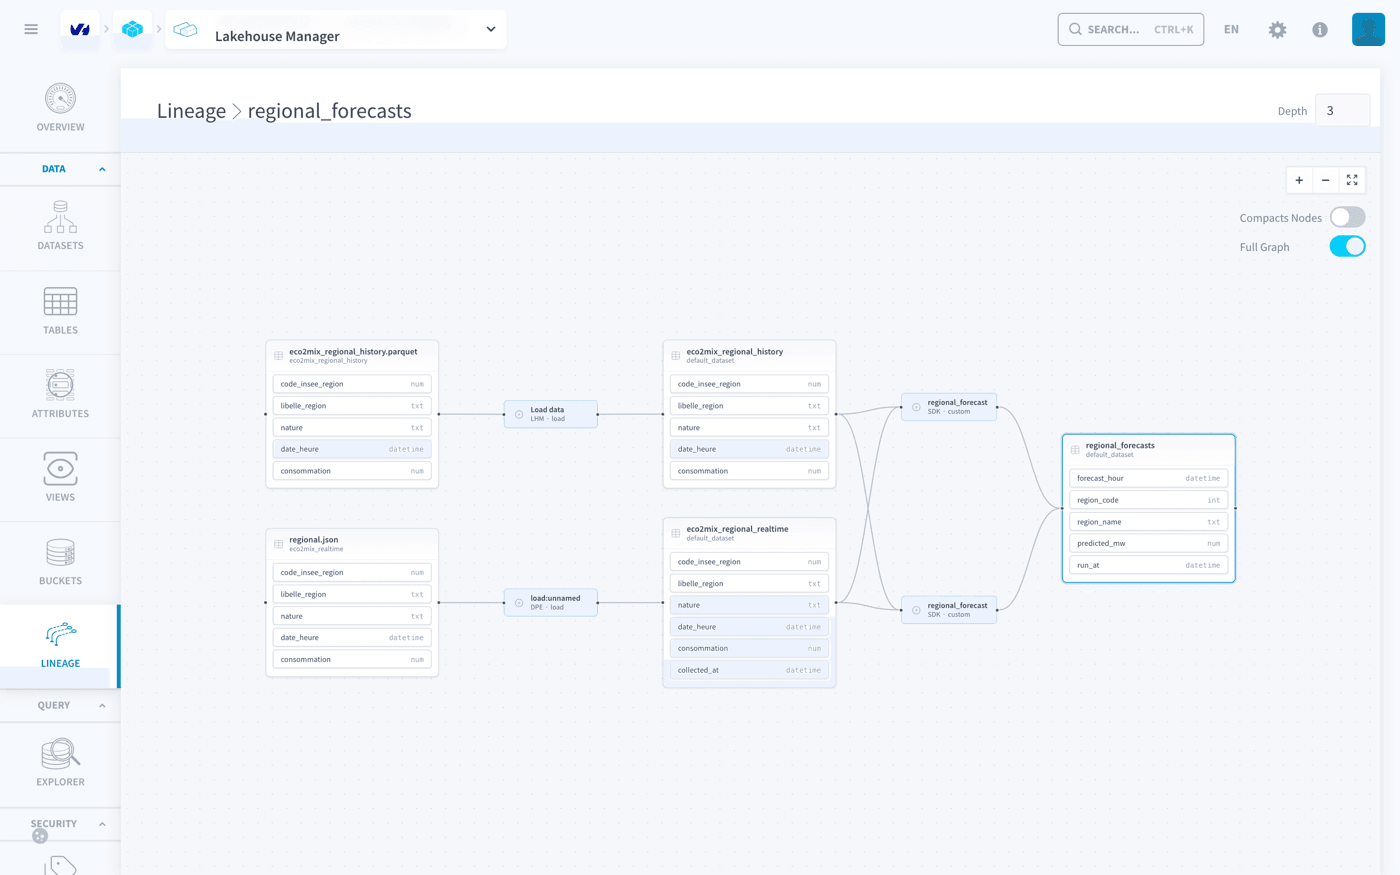 Lakehouse Manager
SEARCH... CTRL+K
EN
OVERVIEW
DATA
DATASETS
TABLES
ATTRIBUTES
VIEWS
BUCKETS
LINEAGE
QUERY
EXPLORER
SECURITY
Lineage > regional_forecasts
Depth 3
+ −
Compacts Nodes
Full Graph
eco2mix_regional_history.parquet
eco2mix_regional_history
code_insee_region num
libelle_region txt
nature txt
date_heure datetime
consommation num
regional.json
eco2mix_realtime
code_insee_region num
libelle_region txt
nature txt
date_heure datetime
consommation num
Load data
LHM · load
load:unnamed
DPE · load
eco2mix_regional_history
default_dataset
code_insee_region num
libelle_region txt
nature txt
date_heure datetime
consommation num
eco2mix_regional_realtime
default_dataset
code_insee_region num
libelle_region txt
nature txt
date_heure datetime
consommation num
collected_at datetime
regional_forecast
SDK · custom
regional_forecast
SDK · custom
regional_forecasts
default_dataset
forecast_hour datetime
region_code int
region_name txt
predicted_mw num
run_at datetime